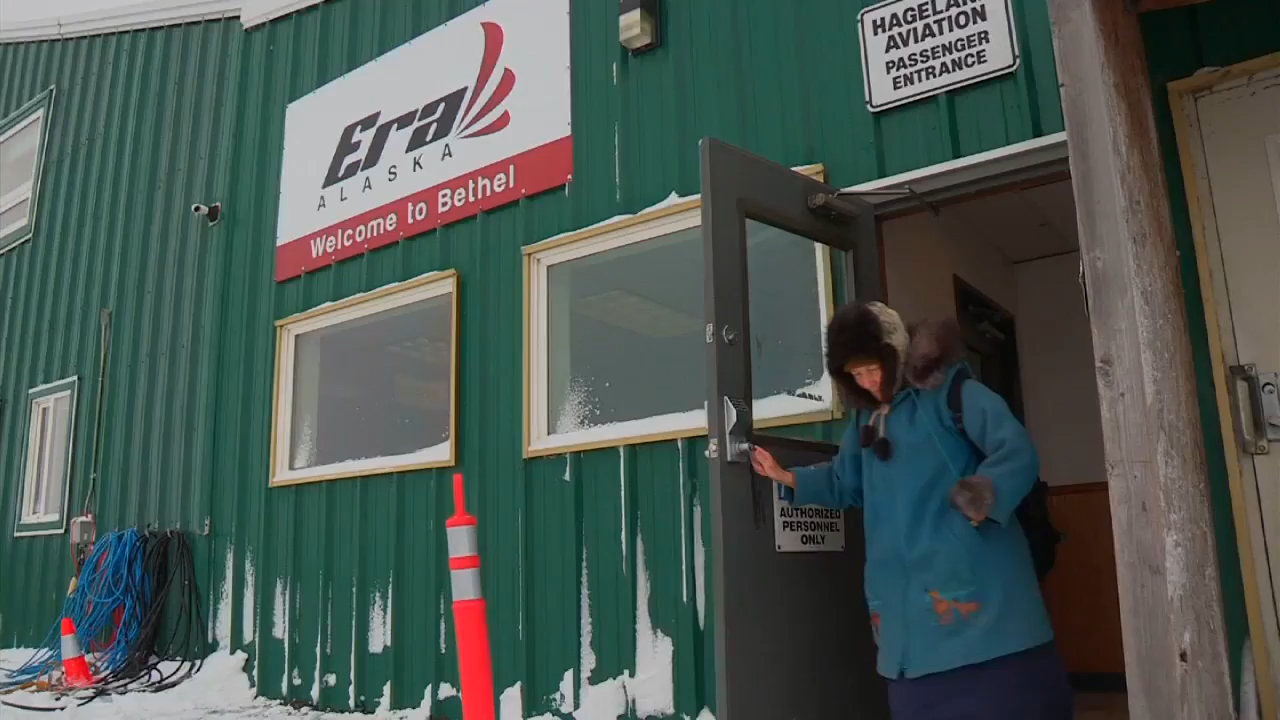 Era
ALASKA
Welcome to Bethel
HAGELAND
AVIATION
PASSENGER
ENTRANCE
AUTHORIZED
PERSONNEL
ONLY